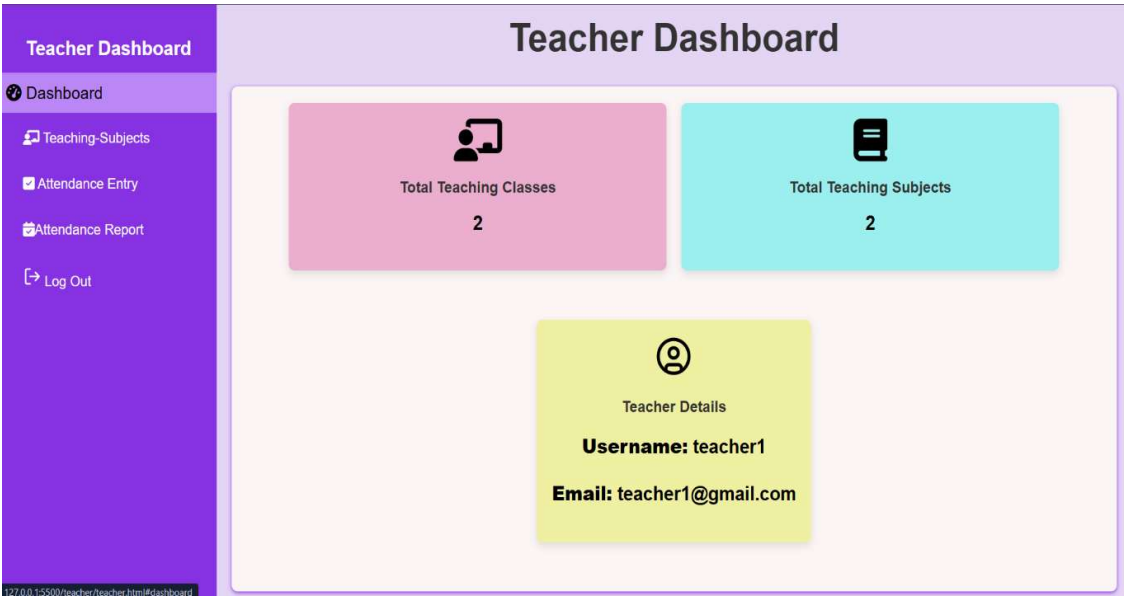 Teacher Dashboard
Dashboard
Teaching-Subjects
Attendance Entry
Attendance Report
Log Out
Teacher Dashboard
Total Teaching Classes
2
Total Teaching Subjects
2
Teacher Details
Username: teacher1
Email: teacher1@gmail.com
127.0.0.1:5500/teacher/teacher.html#dashboard